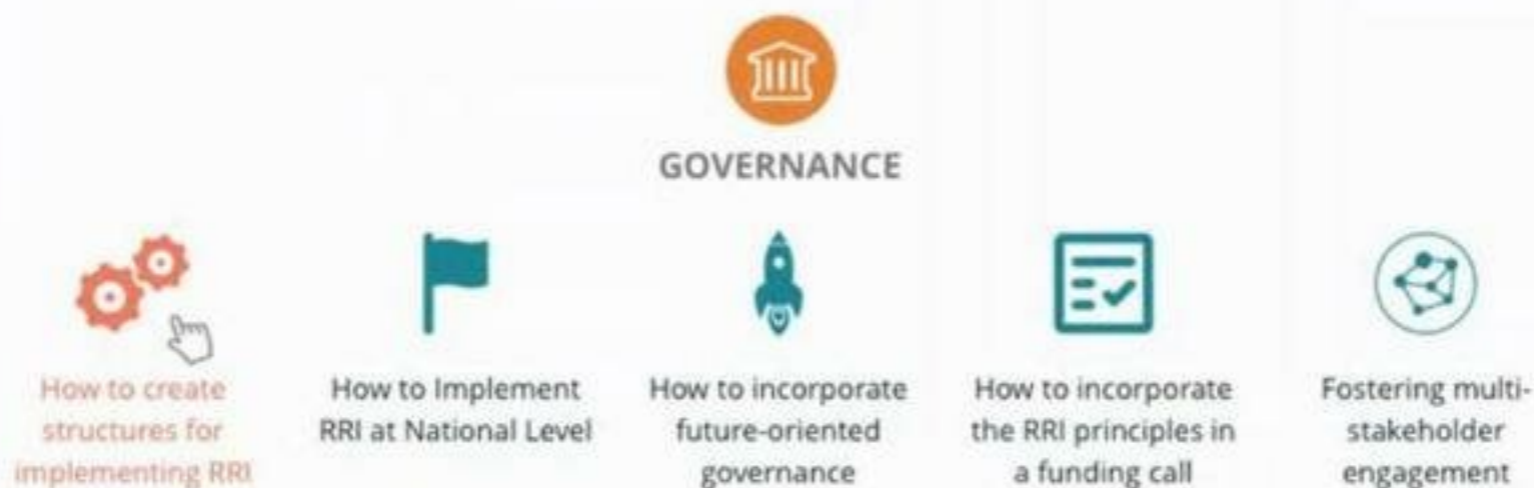 GOVERNANCE
How to create
structures for
implementing RRI
How to Implement
RRI at National Level
How to incorporate
future-oriented
governance
How to incorporate
the RRI principles in
a funding call
Fostering multi-
stakeholder
engagement